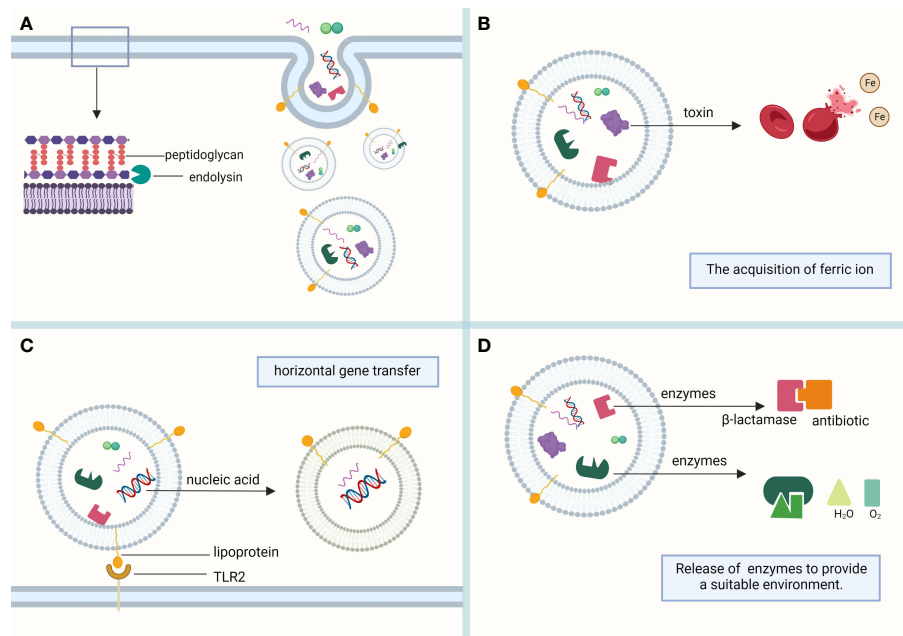 A
peptidoglycan
endolysin
B
toxin
Fe
Fe
The acquisition of ferric ion
C
horizontal gene transfer
nucleic acid
lipoprotein
TLR2
D
enzymes
β-lactamase
antibiotic
enzymes
H₂O
O₂
Release of enzymes to provide
a suitable environment.